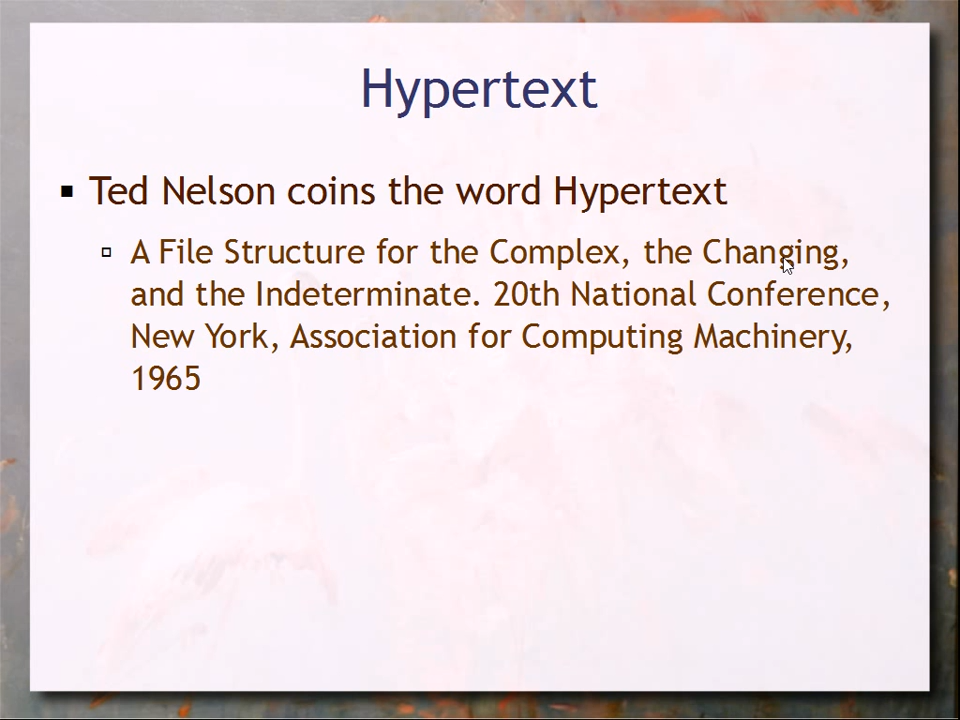 Hypertext
Ted Nelson coins the word Hypertext
A File Structure for the Complex, the Changing,
and the Indeterminate. 20th National Conference,
New York, Association for Computing Machinery,
1965